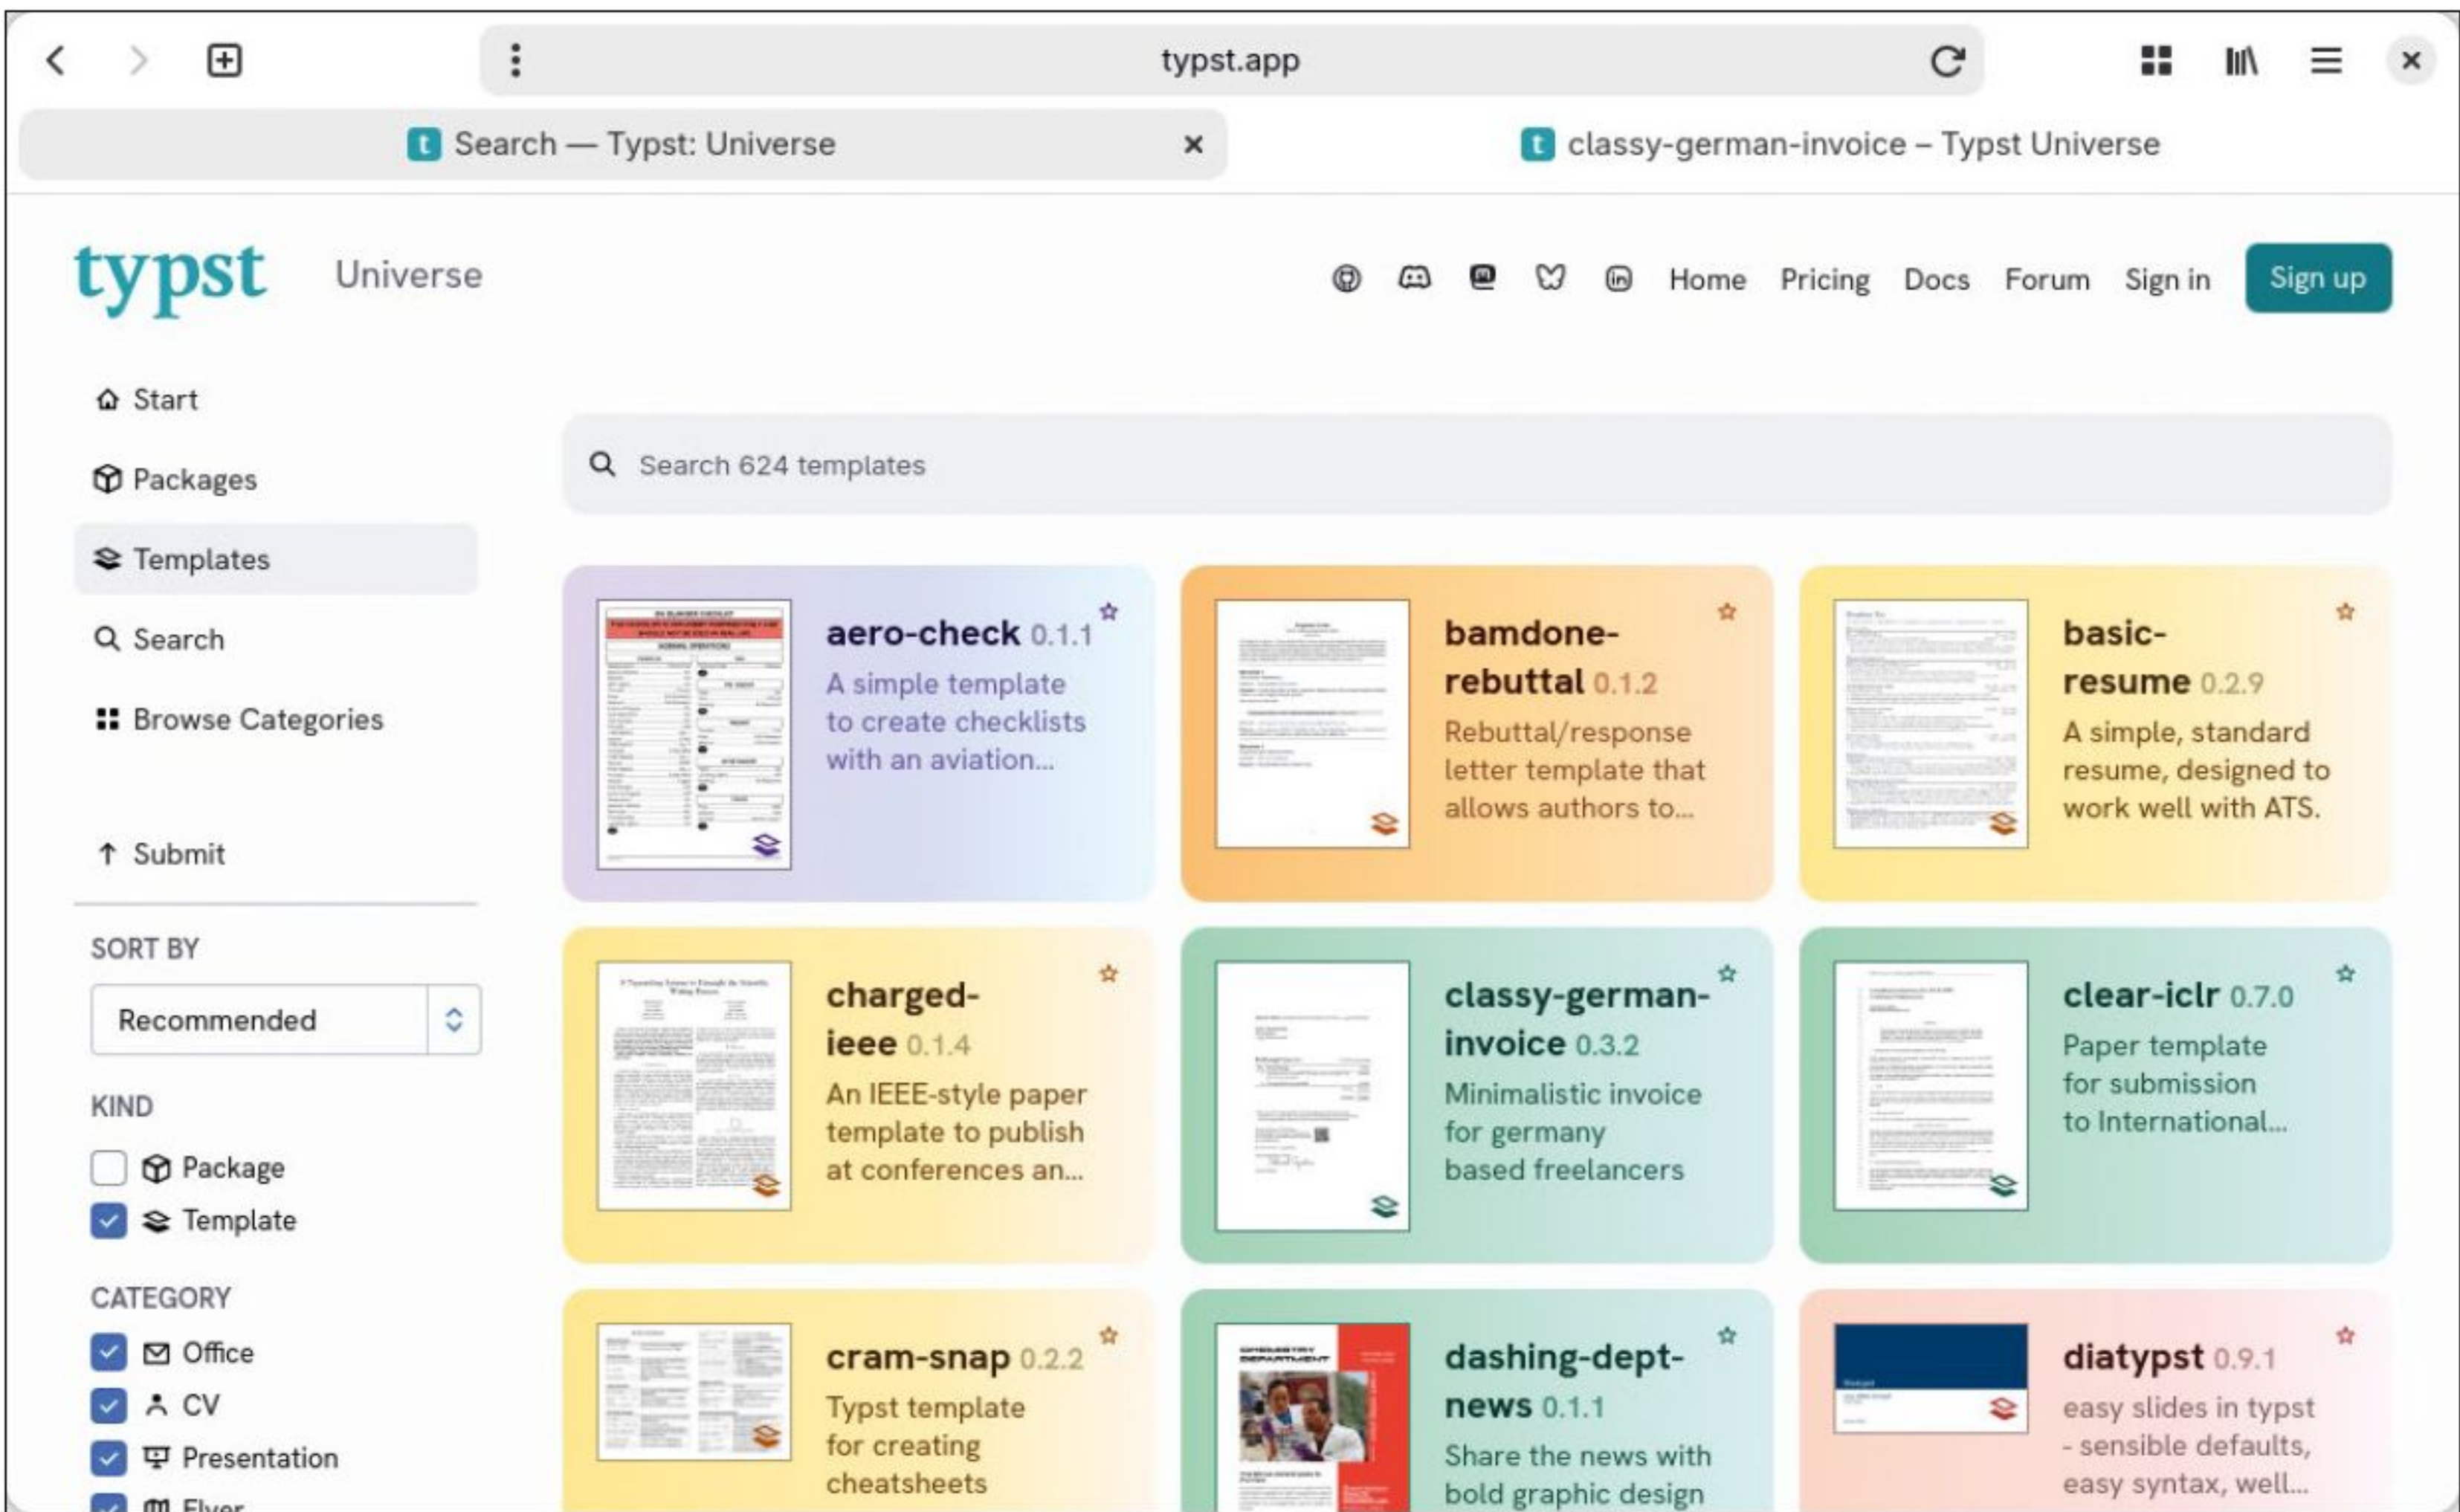 typst.app
Search — Typst: Universe
classy-german-invoice – Typst Universe
typst
Universe
Home
Pricing
Docs
Forum
Sign in
Sign up
Start
Packages
Templates
Search
Browse Categories
Submit
SORT BY
Recommended
KIND
Package
Template
CATEGORY
Office
CV
Presentation
Flyer
Search 624 templates
aero-check 0.1.1
A simple template
to create checklists
with an aviation...
bamdone-
rebuttal 0.1.2
Rebuttal/response
letter template that
allows authors to...
basic-
resume 0.2.9
A simple, standard
resume, designed to
work well with ATS.
charged-
ieee 0.1.4
An IEEE-style paper
template to publish
at conferences an...
classy-german-
invoice 0.3.2
Minimalistic invoice
for germany
based freelancers
clear-iclr 0.7.0
Paper template
for submission
to International...
cram-snap 0.2.2
Typst template
for creating
cheatsheets
CHEMISTRY
DEPARTMENT
dashing-dept-
news 0.1.1
Share the news with
bold graphic design
diatypst 0.9.1
easy slides in typst
- sensible defaults,
easy syntax, well...